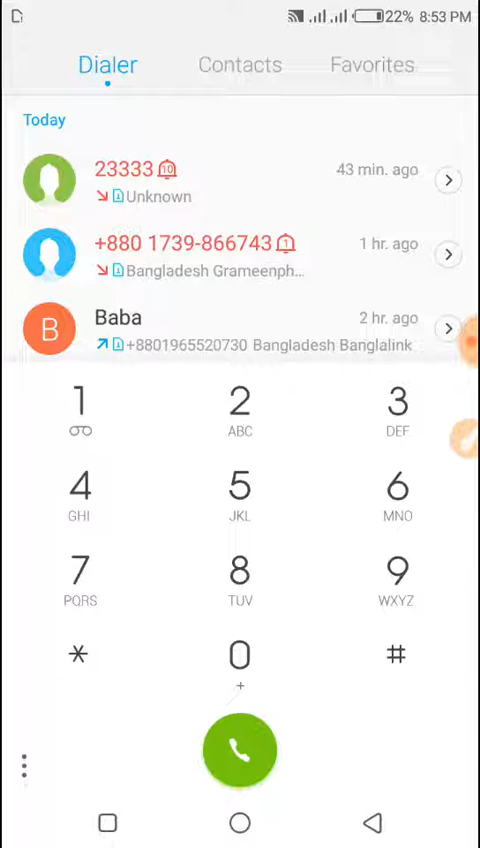 22% 8:53 PM
Dialer Contacts Favorites
Today
23333 10 43 min. ago
Unknown
+880 1739-866743 1 1 hr. ago
Bangladesh Grameenph...
B Baba 2 hr. ago
+8801965520730 Bangladesh Banglalink
1 2 3
ABC DEF
4 5 6
GHI JKL MNO
7 8 9
PQRS TUV WXYZ
* 0 #
+